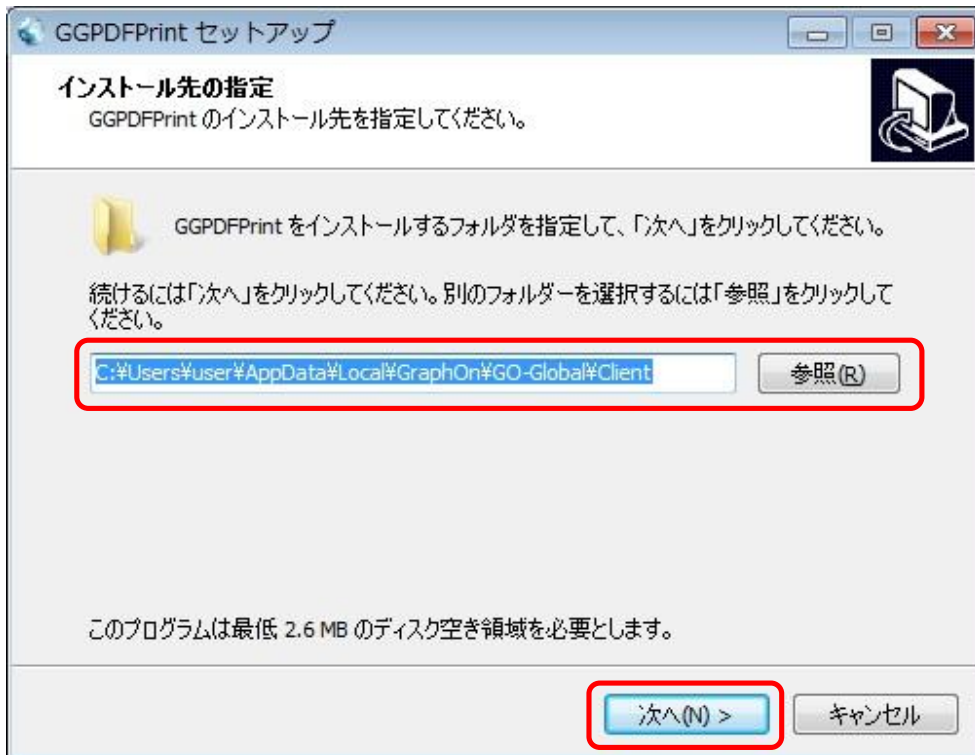 GGPDFPrint セットアップ
インストール先の指定
GGPDFPrint のインストール先を指定してください。
GGPDFPrint をインストールするフォルダを指定して、「次へ」をクリックしてください。
続けるには「次へ」をクリックしてください。別のフォルダーを選択するには「参照」をクリックして
ください。
C:¥Users¥user¥AppData¥Local¥GraphOn¥GO-Global¥Client
参照(R)
このプログラムは最低 2.6 MB のディスク空き領域を必要とします。
次へ(N) >
キャンセル